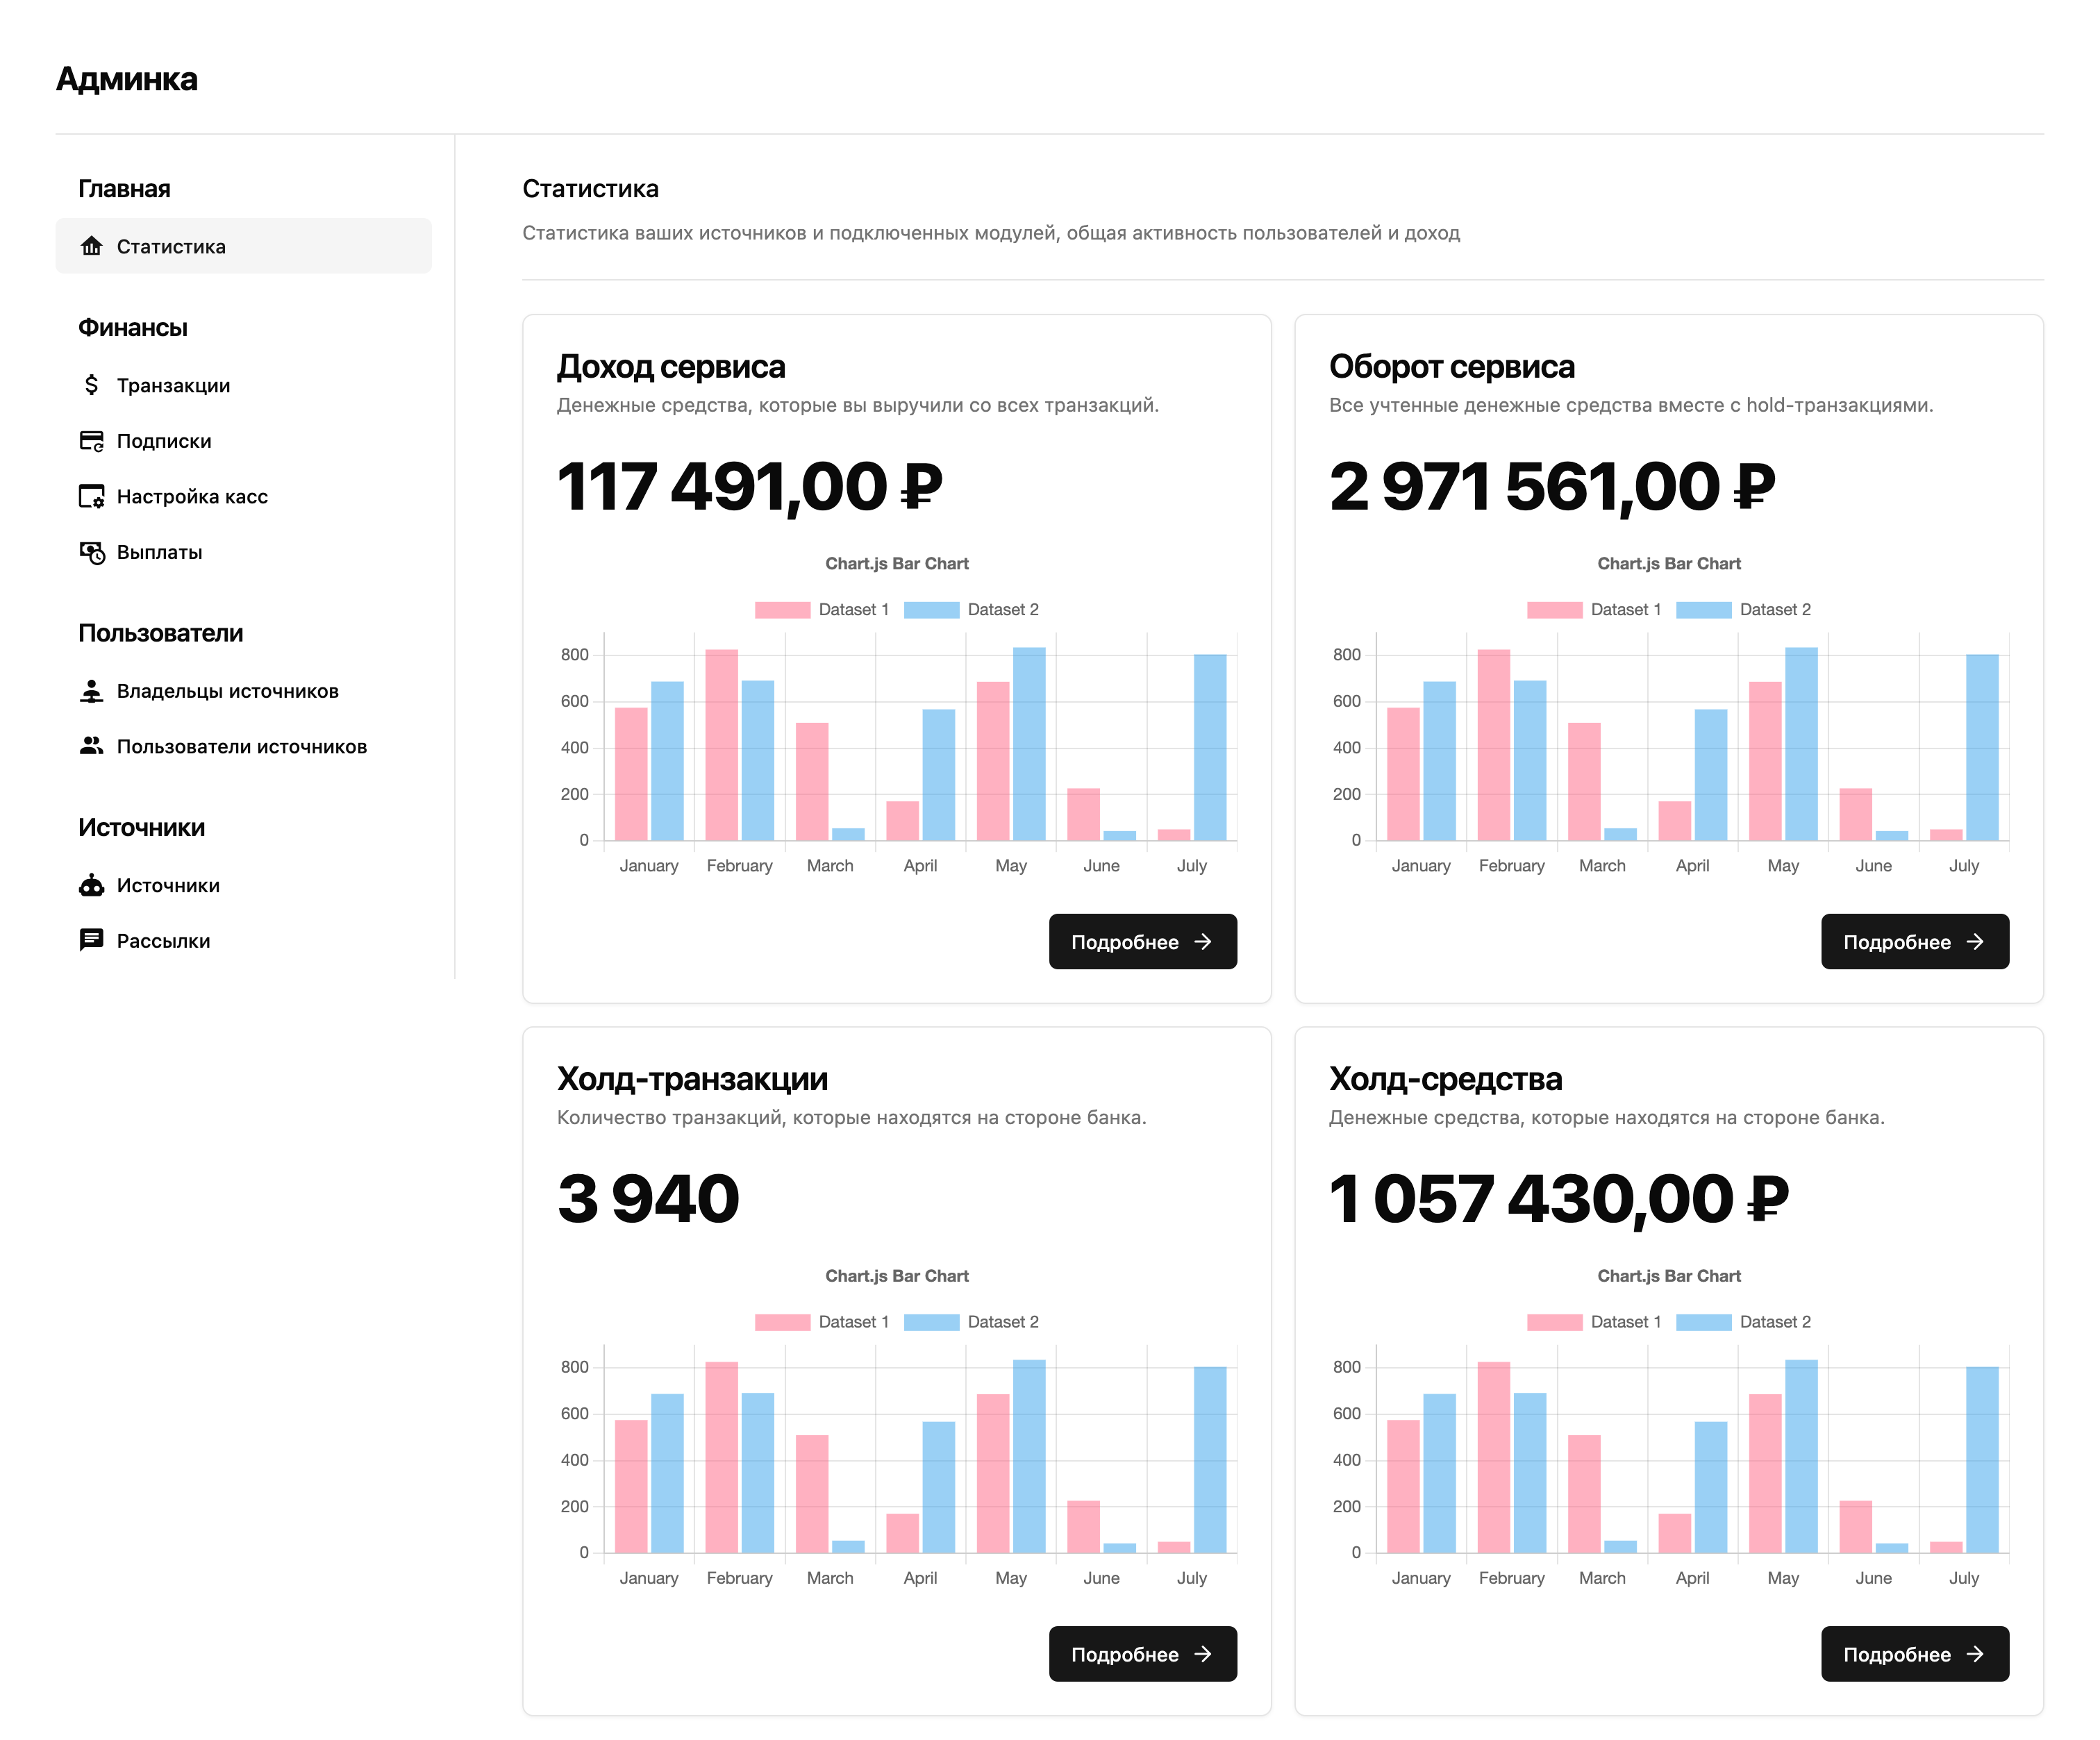 Админка
Главная
Статистика
Финансы
Транзакции
Подписки
Настройка касс
Выплаты
Пользователи
Владельцы источников
Пользователи источников
Источники
Источники
Рассылки
Статистика
Статистика ваших источников и подключенных модулей, общая активность пользователей и доход
Доход сервиса
Денежные средства, которые вы выручили со всех транзакций.
117 491,00 ₽
Chart.js Bar Chart
Dataset 1 Dataset 2
800
600
400
200
0
January February March April May June July
Подробнее →
Оборот сервиса
Все учтенные денежные средства вместе с hold-транзакциями.
2 971 561,00 ₽
Chart.js Bar Chart
Dataset 1 Dataset 2
800
600
400
200
0
January February March April May June July
Подробнее →
Холд-транзакции
Количество транзакций, которые находятся на стороне банка.
3 940
Chart.js Bar Chart
Dataset 1 Dataset 2
800
600
400
200
0
January February March April May June July
Подробнее →
Холд-средства
Денежные средства, которые находятся на стороне банка.
1 057 430,00 ₽
Chart.js Bar Chart
Dataset 1 Dataset 2
800
600
400
200
0
January February March April May June July
Подробнее →